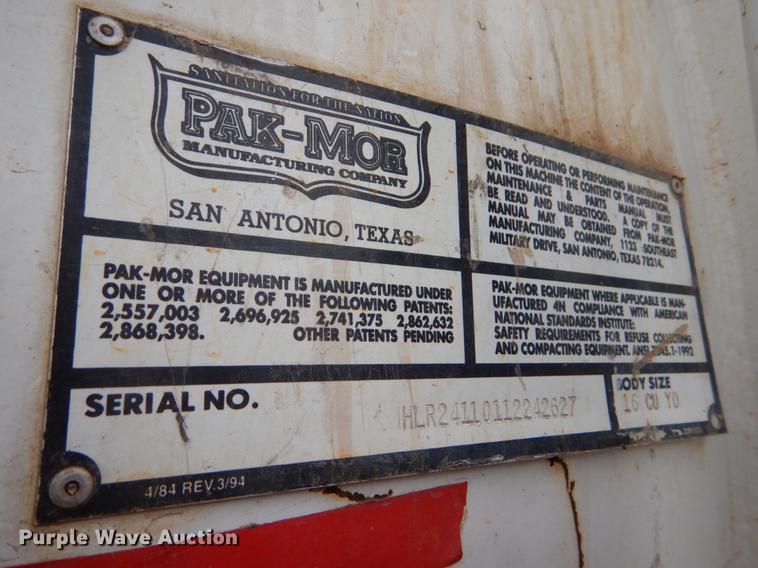 SANITATION FOR THE NATION
PAK-MOR
MANUFACTURING COMPANY
SAN ANTONIO, TEXAS
BEFORE OPERATING OR PERFORMING MAINTENANCE
ON THIS MACHINE THE CONTENT OF THE OPERATION,
MAINTENANCE & PARTS MANUAL MUST
BE READ AND UNDERSTOOD. A COPY OF THE
MANUAL MAY BE OBTAINED FROM PAK-MOR
MANUFACTURING COMPANY, 1123 SOUTHEAST
MILITARY DRIVE, SAN ANTONIO, TEXAS 78214.
PAK-MOR EQUIPMENT IS MANUFACTURED UNDER
ONE OR MORE OF THE FOLLOWING PATENTS:
2,557,003 2,696,925 2,741,375 2,862,632
2,868,398. OTHER PATENTS PENDING
PAK-MOR EQUIPMENT WHERE APPLICABLE IS MAN-
UFACTURED IN COMPLIANCE WITH AMERICAN
NATIONAL STANDARDS INSTITUTE:
SAFETY REQUIREMENTS FOR REFUSE COLLECTING
AND COMPACTING EQUIPMENT. ANSI Z245.1-1992
SERIAL NO. HLR24110112242627
BODY SIZE
16 CU YD
4/84 REV.3/94
Purple Wave Auction